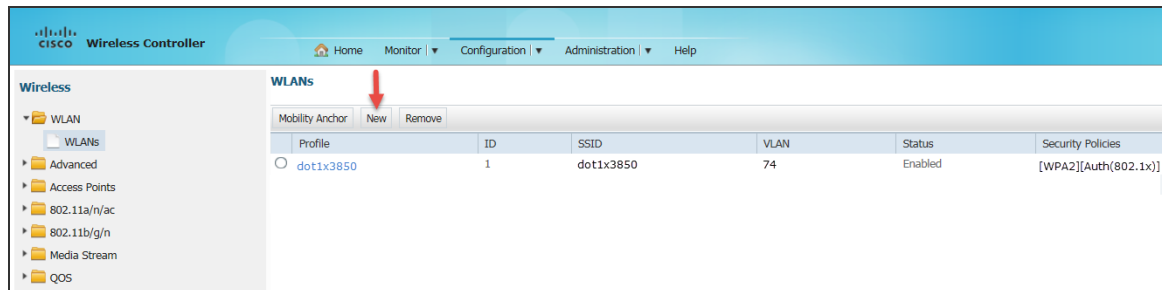 CISCO Wireless Controller
Home Monitor Configuration Administration Help
Wireless
WLAN
WLANs
Advanced
Access Points
802.11a/n/ac
802.11b/g/n
Media Stream
QOS
WLANs
Mobility Anchor New Remove
Profile ID SSID VLAN Status Security Policies
dot1x3850 1 dot1x3850 74 Enabled [WPA2][Auth(802.1x)]